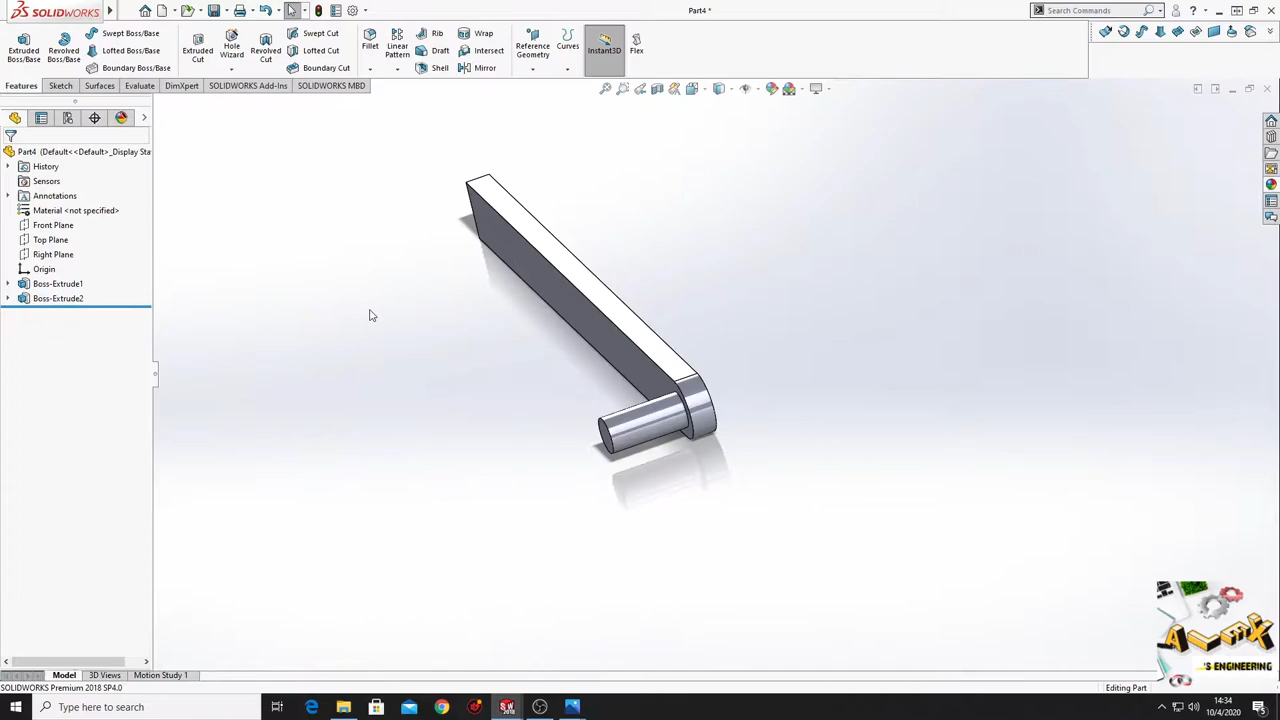 SOLIDWORKS
Part4 *
Search Commands
Extruded Boss/Base
Revolved Boss/Base
Swept Boss/Base
Lofted Boss/Base
Boundary Boss/Base
Extruded Cut
Hole Wizard
Revolved Cut
Swept Cut
Lofted Cut
Boundary Cut
Fillet
Linear Pattern
Rib
Draft
Shell
Wrap
Intersect
Mirror
Reference Geometry
Curves
Instant3D
Flex
Features
Sketch
Surfaces
Evaluate
DimXpert
SOLIDWORKS Add-Ins
SOLIDWORKS MBD
Part4 (Default<<Default>_Display Sta
History
Sensors
Annotations
Material <not specified>
Front Plane
Top Plane
Right Plane
Origin
Boss-Extrude1
Boss-Extrude2
ALEX
'S ENGINEERING
Model
3D Views
Motion Study 1
SOLIDWORKS Premium 2018 SP4.0
Editing Part
Type here to search
SW
2018
14:34
10/4/2020